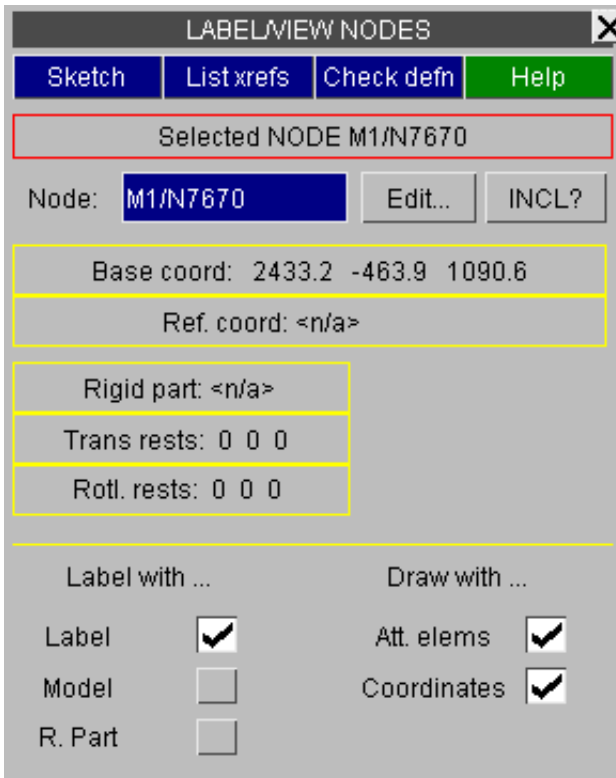 LABEL/VIEW NODES X
Sketch List xrefs Check defn Help
Selected NODE M1/N7670
Node: M1/N7670 Edit... INCL?
Base coord: 2433.2 -463.9 1090.6
Ref. coord: <n/a>
Rigid part: <n/a>
Trans rests: 0 0 0
Rotl. rests: 0 0 0
Label with ... Draw with ...
Label Att. elems
Model Coordinates
R. Part